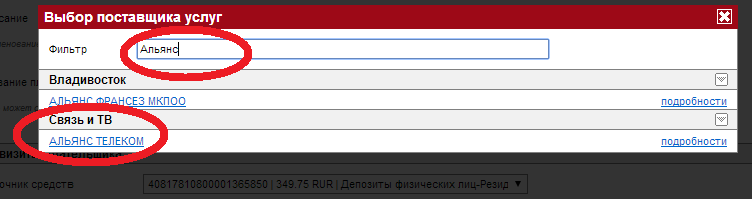 Выбор поставщика услуг
Фильтр Альянс
Владивосток
АЛЬЯНС ФРАНСЕЗ МКПОО подробности
Связь и ТВ
АЛЬЯНС ТЕЛЕКОМ подробности
средств 40817810800001365850 | 349.75 RUR | Депозиты физических лиц-Резид